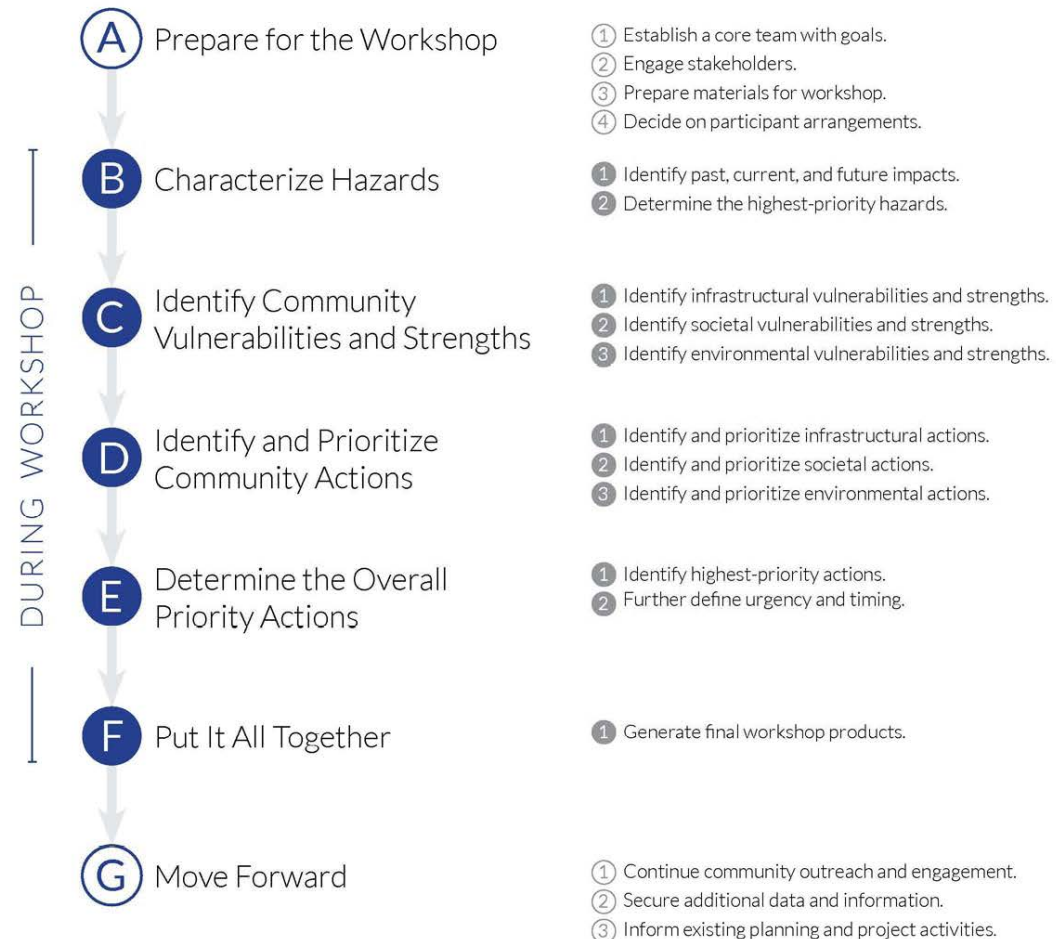 A Prepare for the Workshop
1 Establish a core team with goals.
2 Engage stakeholders.
3 Prepare materials for workshop.
4 Decide on participant arrangements.
DURING WORKSHOP
B Characterize Hazards
1 Identify past, current, and future impacts.
2 Determine the highest-priority hazards.
C Identify Community
Vulnerabilities and Strengths
1 Identify infrastructural vulnerabilities and strengths.
2 Identify societal vulnerabilities and strengths.
3 Identify environmental vulnerabilities and strengths.
D Identify and Prioritize
Community Actions
1 Identify and prioritize infrastructural actions.
2 Identify and prioritize societal actions.
3 Identify and prioritize environmental actions.
E Determine the Overall
Priority Actions
1 Identify highest-priority actions.
2 Further define urgency and timing.
F Put It All Together
1 Generate final workshop products.
G Move Forward
1 Continue community outreach and engagement.
2 Secure additional data and information.
3 Inform existing planning and project activities.